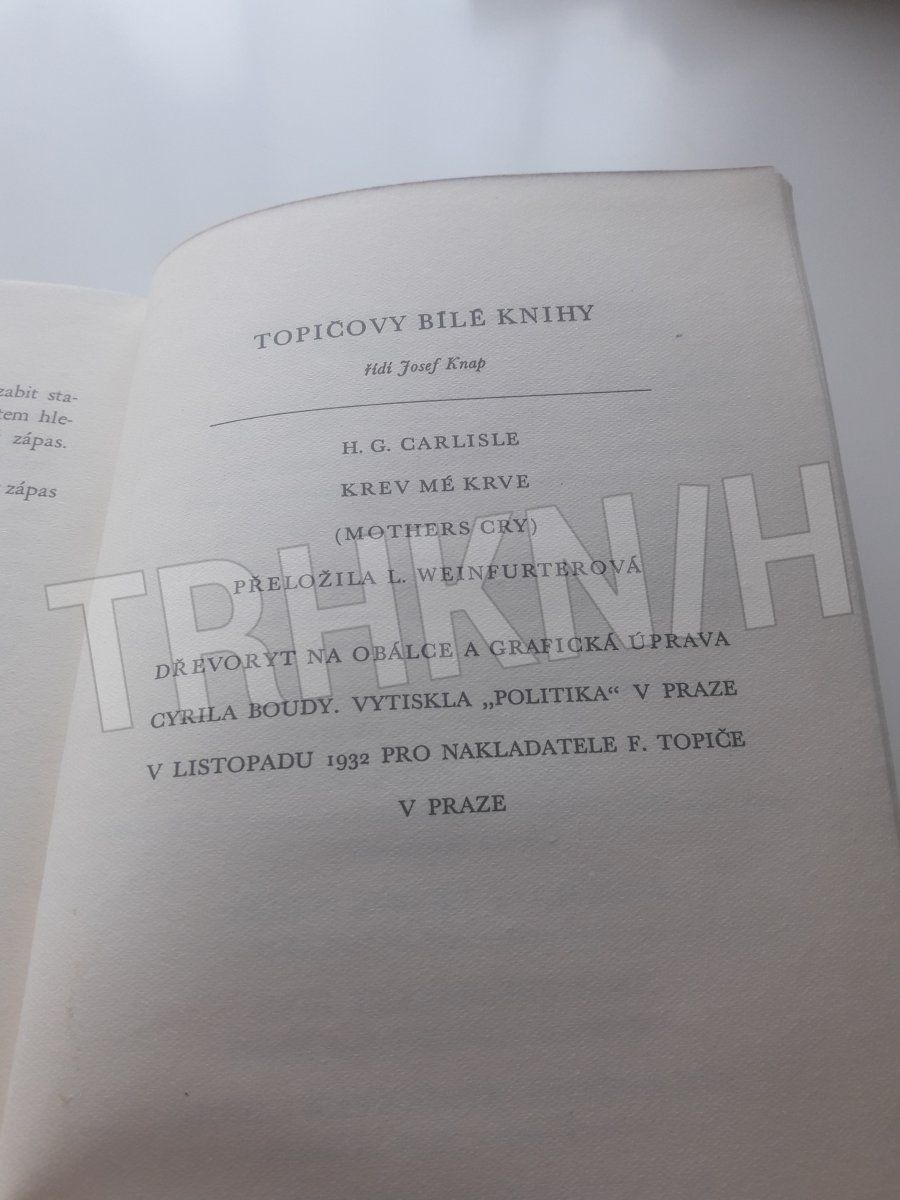 zabit sta-
tem hle-
zápas.
zápas
TOPIČOVY BÍLÉ KNIHY
řídí Josef Knap
H. G. CARLISLE
KREV MÉ KRVE
(MOTHERS CRY)
PŘELOŽILA L. WEINFURTEROVÁ
DŘEVORYT NA OBÁLCE A GRAFICKÁ ÚPRAVA
CYRILA BOUDY. VYTISKLA „POLITIKA“ V PRAZE
V LISTOPADU 1932 PRO NAKLADATELE F. TOPIČE
V PRAZE
TRHKNIH